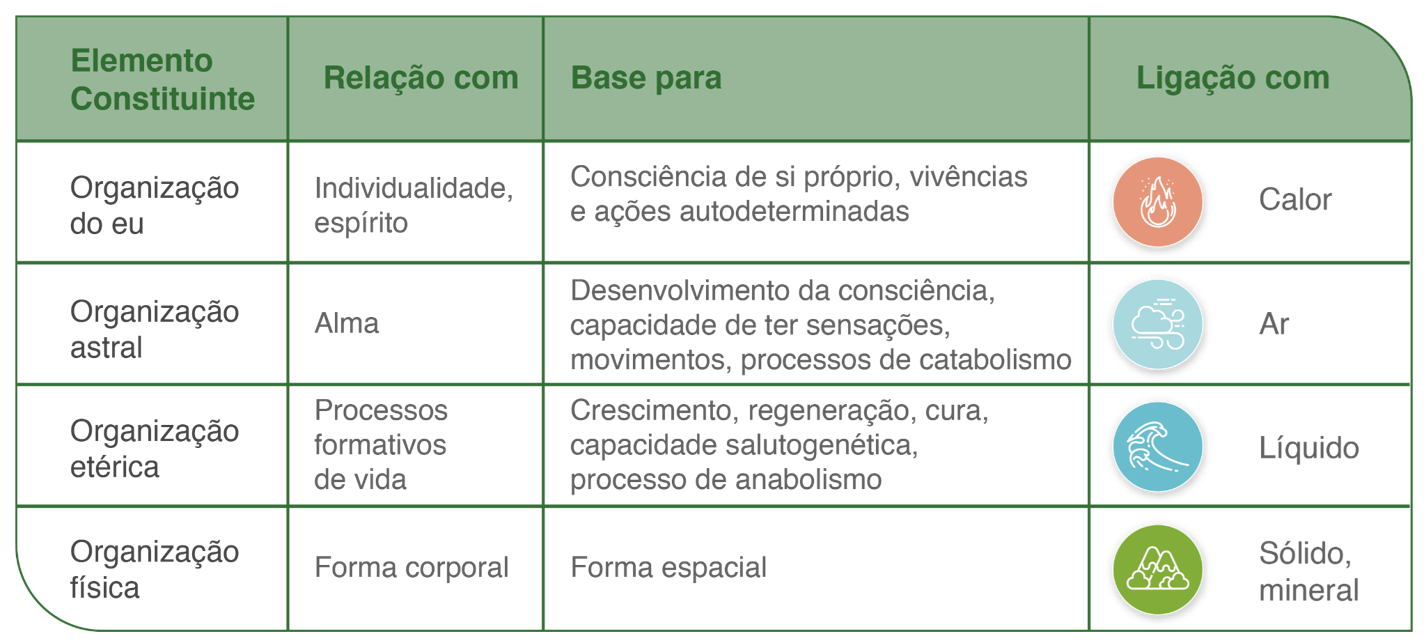 Elemento
Constituinte
Relação com
Base para
Ligação com
Organização
do eu
Individualidade,
espírito
Consciência de si próprio, vivências
e ações autodeterminadas
Calor
Organização
astral
Alma
Desenvolvimento da consciência,
capacidade de ter sensações,
movimentos, processos de catabolismo
Ar
Organização
etérica
Processos
formativos
de vida
Crescimento, regeneração, cura,
capacidade salutogenética,
processo de anabolismo
Líquido
Organização
física
Forma corporal
Forma espacial
Sólido,
mineral